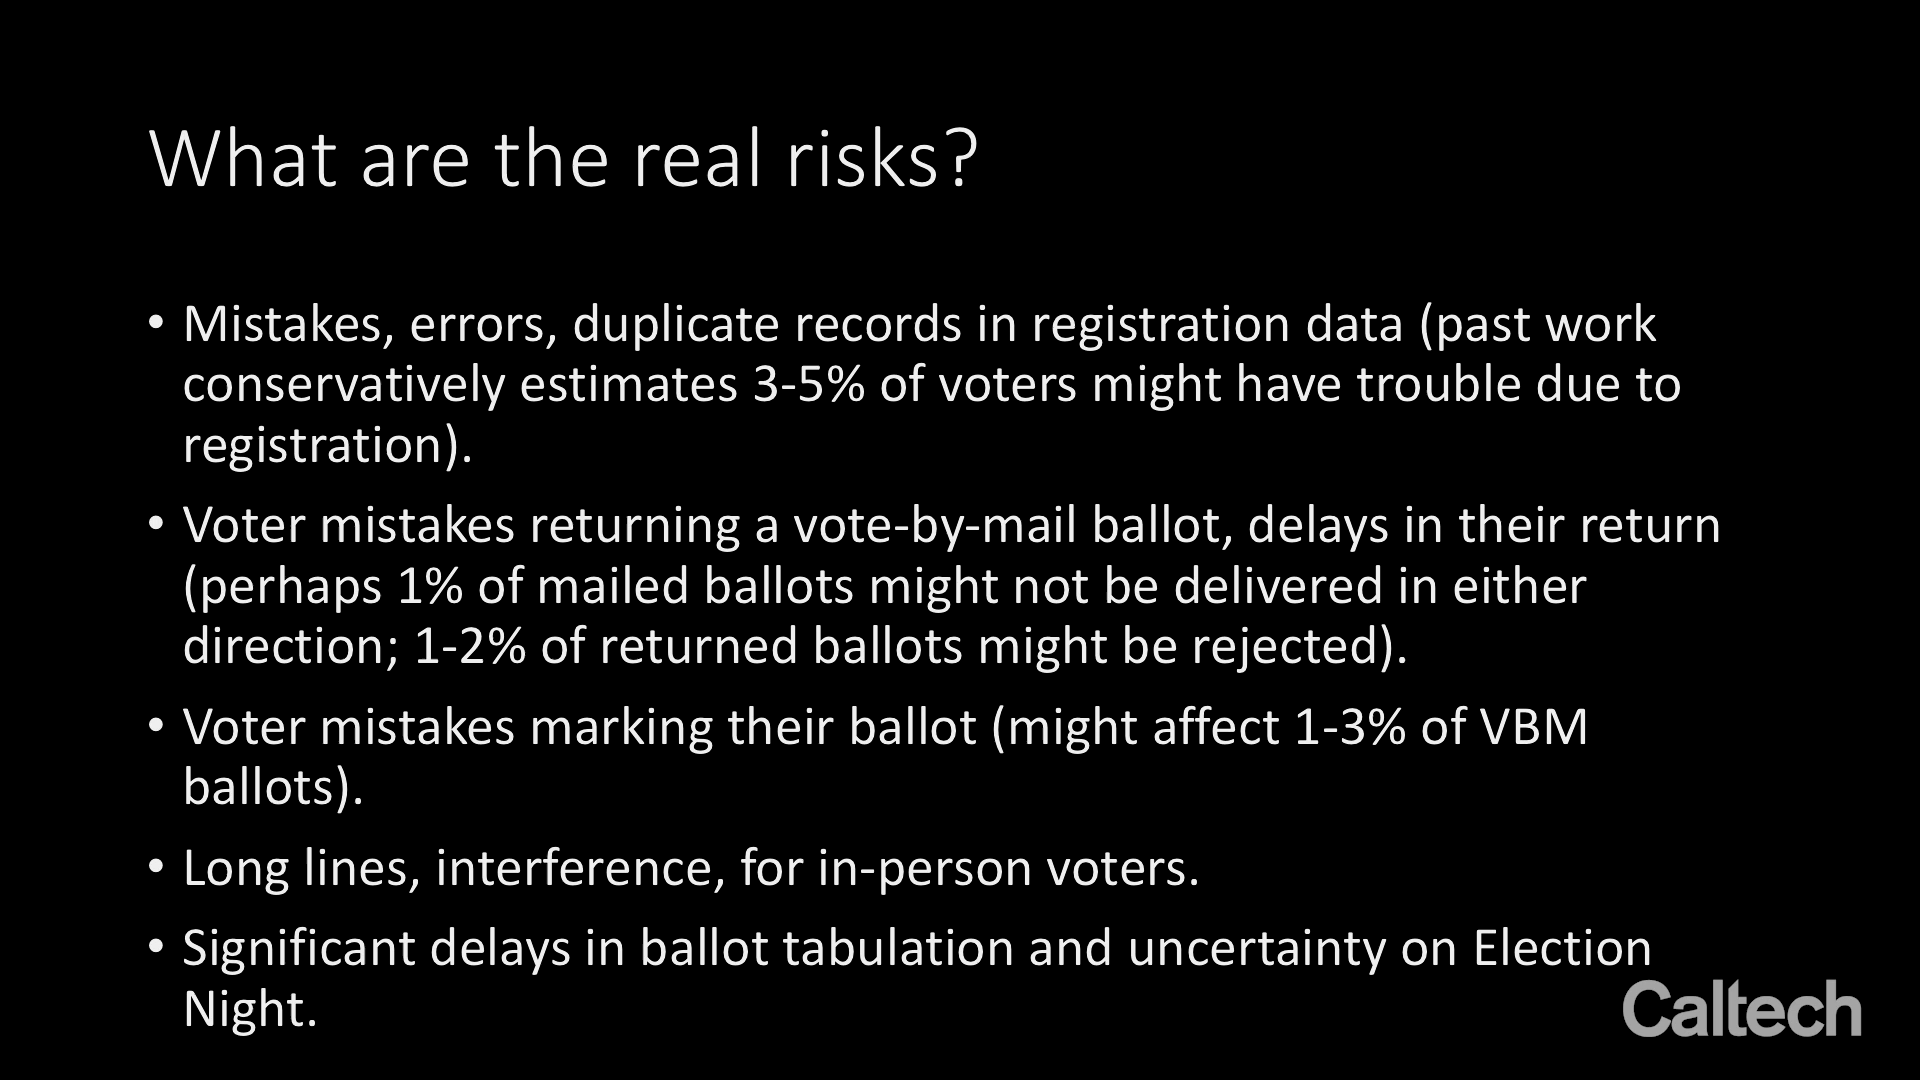 What are the real risks?
• Mistakes, errors, duplicate records in registration data (past work
conservatively estimates 3-5% of voters might have trouble due to
registration).
• Voter mistakes returning a vote-by-mail ballot, delays in their return
(perhaps 1% of mailed ballots might not be delivered in either
direction; 1-2% of returned ballots might be rejected).
• Voter mistakes marking their ballot (might affect 1-3% of VBM
ballots).
• Long lines, interference, for in-person voters.
• Significant delays in ballot tabulation and uncertainty on Election
Night.
Caltech